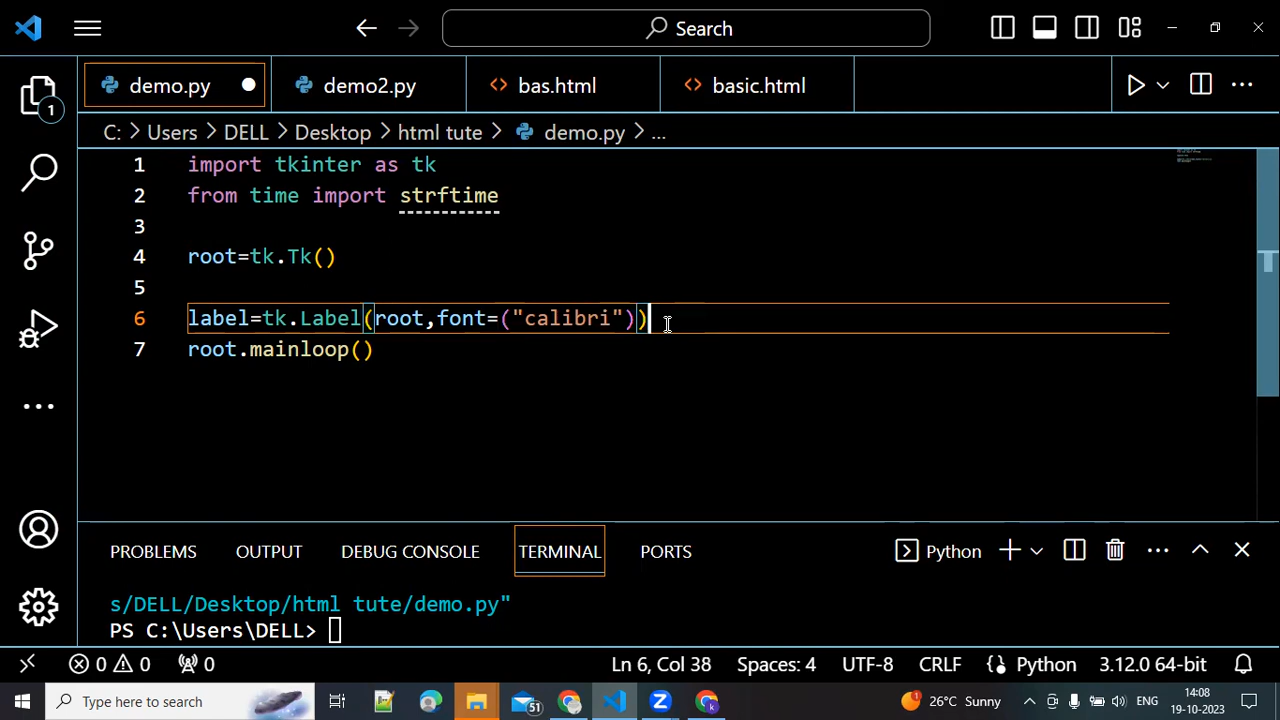 Search
demo.py
demo2.py
bas.html
basic.html
C: > Users > DELL > Desktop > html tute > demo.py > ...
1
1 import tkinter as tk
2 from time import strftime
3
4 root=tk.Tk()
5
6 label=tk.Label(root,font=("calibri"))
7 root.mainloop()
PROBLEMS OUTPUT DEBUG CONSOLE TERMINAL PORTS
Python
s/DELL/Desktop/html tute/demo.py"
PS C:\Users\DELL>
0 0 0 Ln 6, Col 38 Spaces: 4 UTF-8 CRLF Python 3.12.0 64-bit
Type here to search
51
26°C Sunny
ENG
14:08
19-10-2023